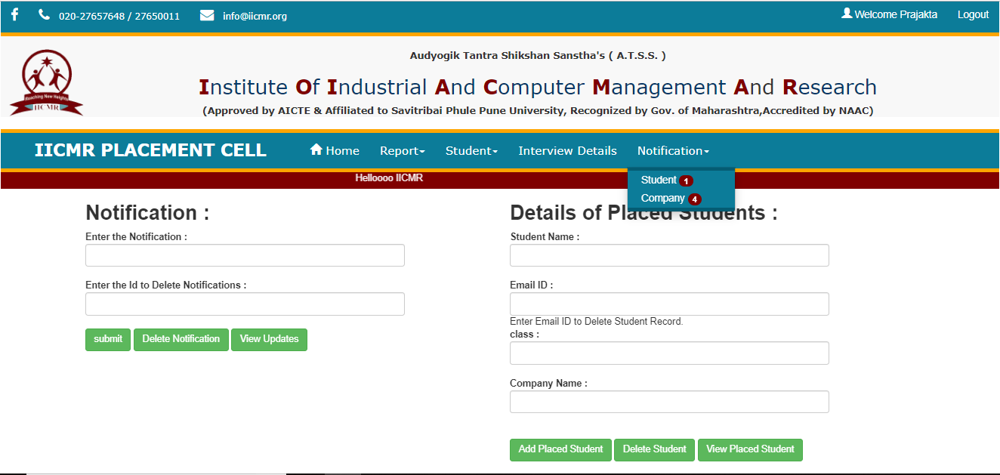 020-27657648 / 27650011 info@iicmr.org Welcome Prajakta Logout
Audyogik Tantra Shikshan Sanstha's ( A.T.S.S. )
Institute Of Industrial And Computer Management And Research
(Approved by AICTE & Affiliated to Savitribai Phule Pune University, Recognized by Gov. of Maharashtra,Accredited by NAAC)
Reaching New Heights
IICMR
IICMR PLACEMENT CELL Home Report Student Interview Details Notification
Helloooo IICMR
Student 1
Company 4
Notification :
Enter the Notification :
Enter the Id to Delete Notifications :
submit Delete Notification View Updates
Details of Placed Students :
Student Name :
Email ID :
Enter Email ID to Delete Student Record.
class :
Company Name :
Add Placed Student Delete Student View Placed Student